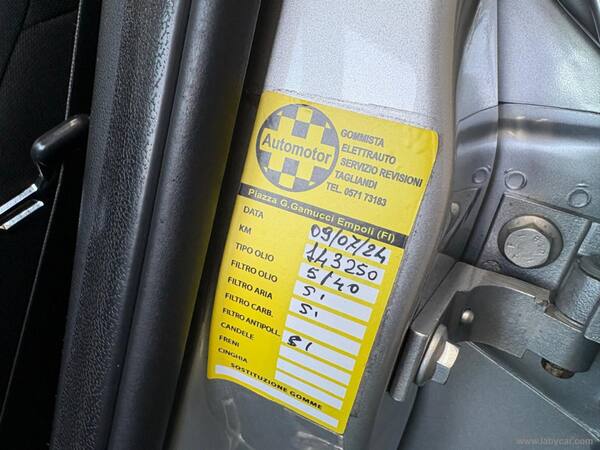 Automotor
GOMMISTA
ELETTRAUTO
SERVIZIO REVISIONI
TAGLIANDI
TEL. 0571 73183
Piazza G.Gamucci Empoli (FI)
DATA 09/07/24
KM 143250
TIPO OLIO 5/40
FILTRO OLIO Si
FILTRO ARIA Si
FILTRO CARB.
FILTRO ANTIPOLL. Si
CANDELE
FRENI
CINGHIA
SOSTITUZIONE GOMME
www.labycar.com